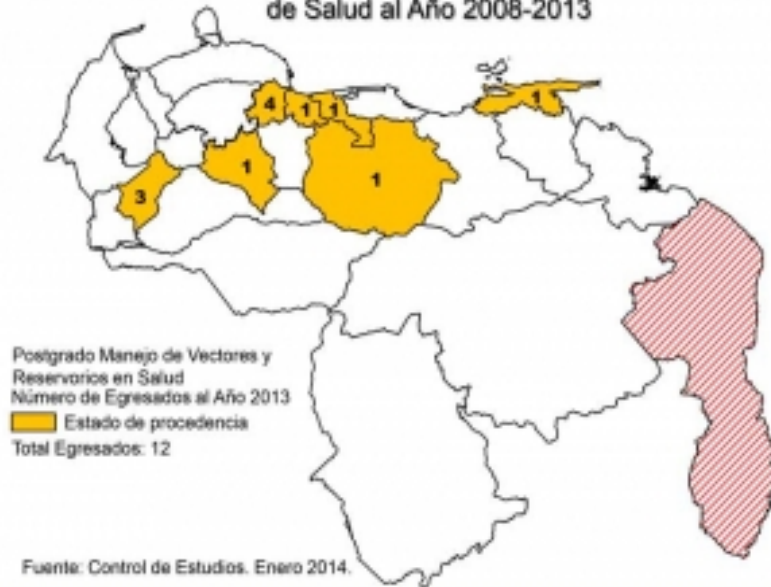 de Salud al Año 2008-2013
4
1
1
1
1
3
1
Postgrado Manejo de Vectores y
Reservorios en Salud
Número de Egresados al Año 2013
Estado de procedencia
Total Egresados: 12
Fuente: Control de Estudios. Enero 2014.